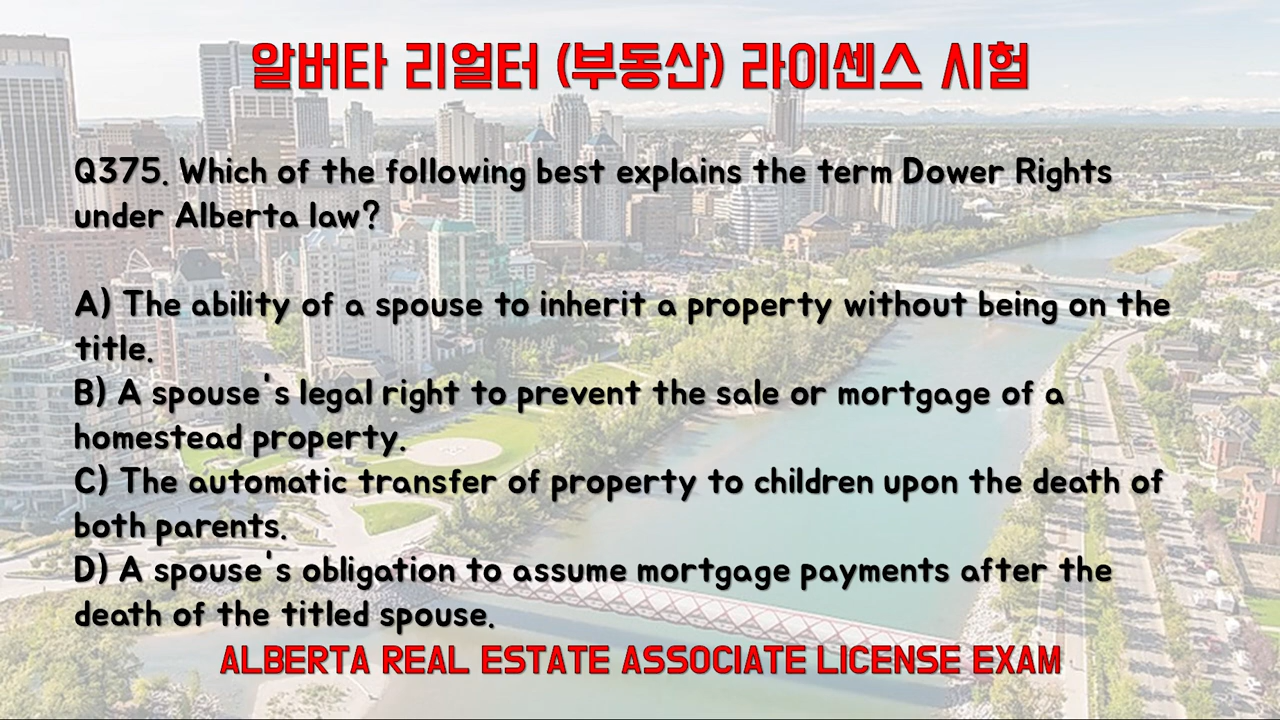 알버타 리얼터 (부동산) 라이센스 시험
Q375. Which of the following best explains the term Dower Rights
under Alberta law?
A) The ability of a spouse to inherit a property without being on the
title.
B) A spouse's legal right to prevent the sale or mortgage of a
homestead property.
C) The automatic transfer of property to children upon the death of
both parents.
D) A spouse's obligation to assume mortgage payments after the
death of the titled spouse.
ALBERTA REAL ESTATE ASSOCIATE LICENSE EXAM